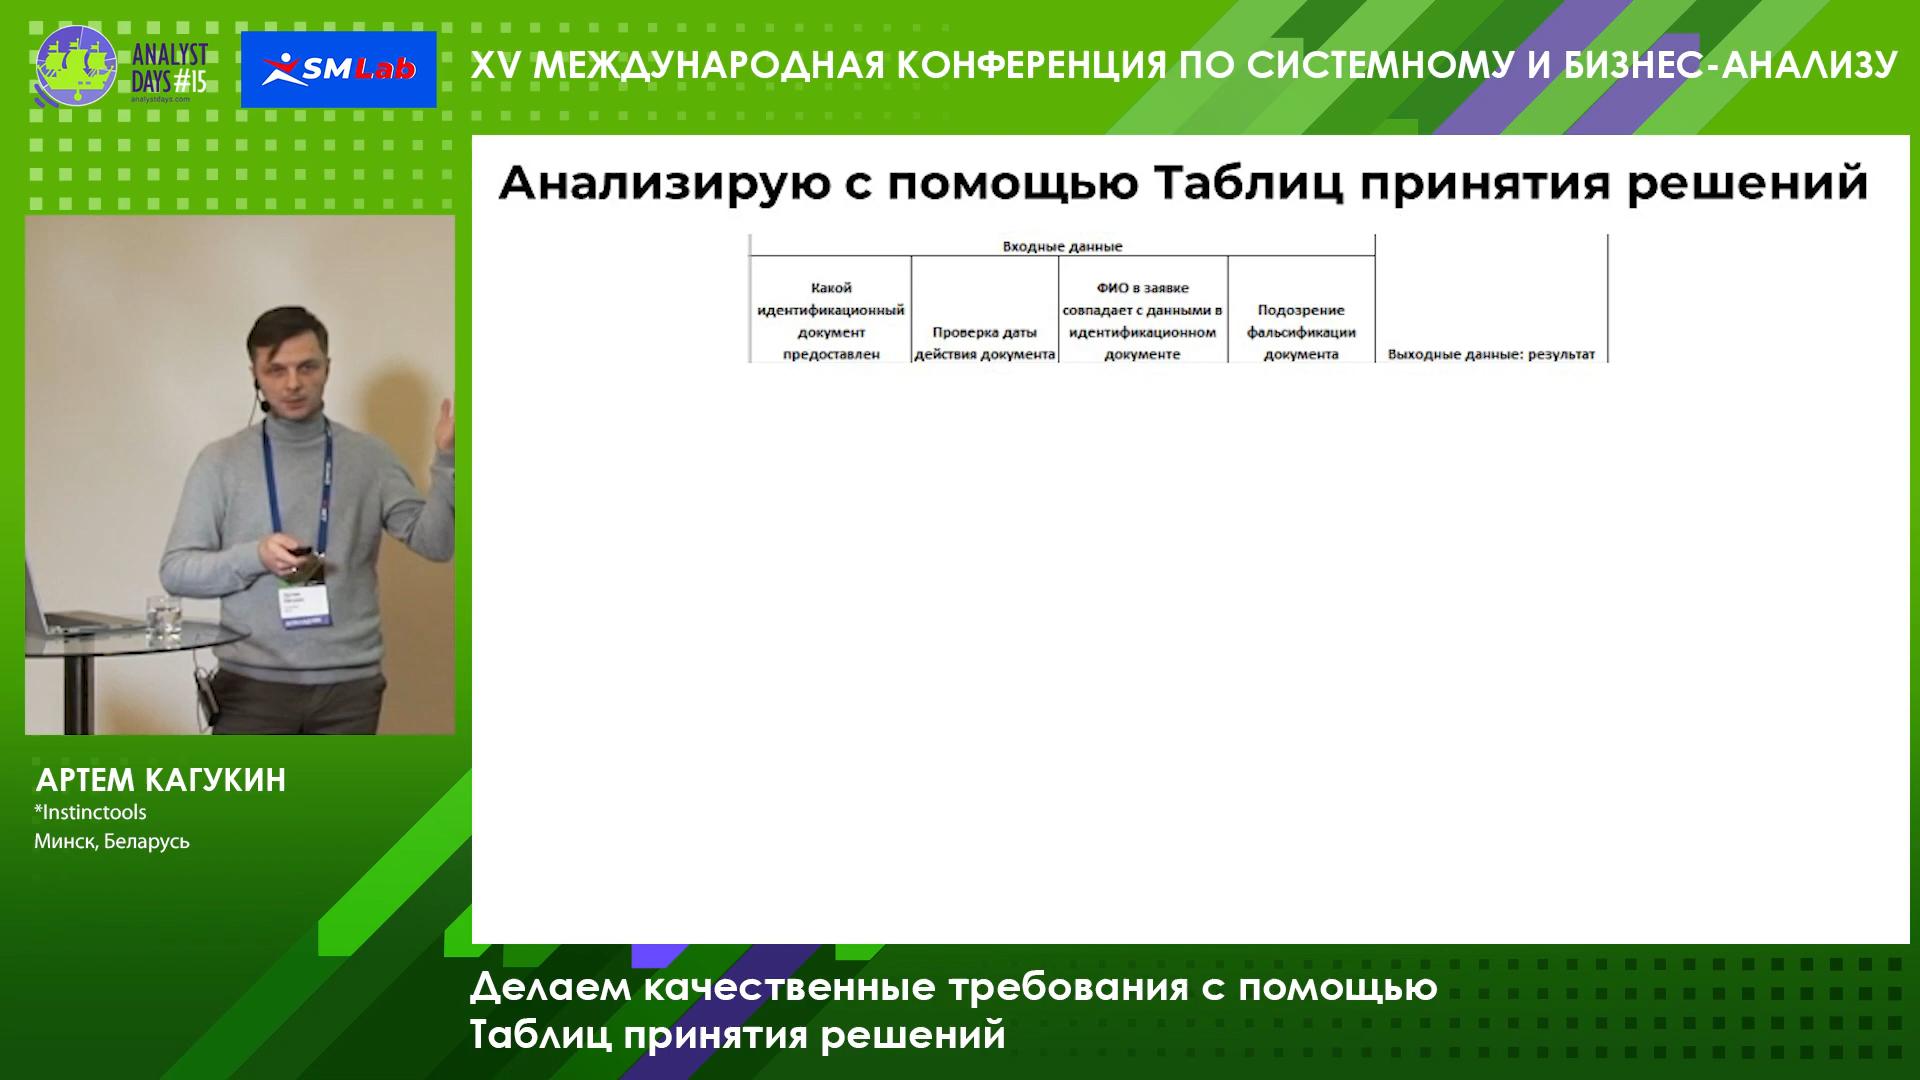 ANALYST
DAYS#15
analystdays.com
SMLab
XV МЕЖДУНАРОДНАЯ КОНФЕРЕНЦИЯ ПО СИСТЕМНОМУ И БИЗНЕС-АНАЛИЗУ
Анализирую с помощью Таблиц принятия решений
Входные данные
Какой
идентификационный
документ
предоставлен
Проверка даты
действия документа
ФИО в заявке
совпадает с данными в
идентификационном
документе
Подозрение
фальсификации
документа
Выходные данные: результат
АРТЕМ КАГУКИН
*Instinctools
Минск, Беларусь
Делаем качественные требования с помощью
Таблиц принятия решений